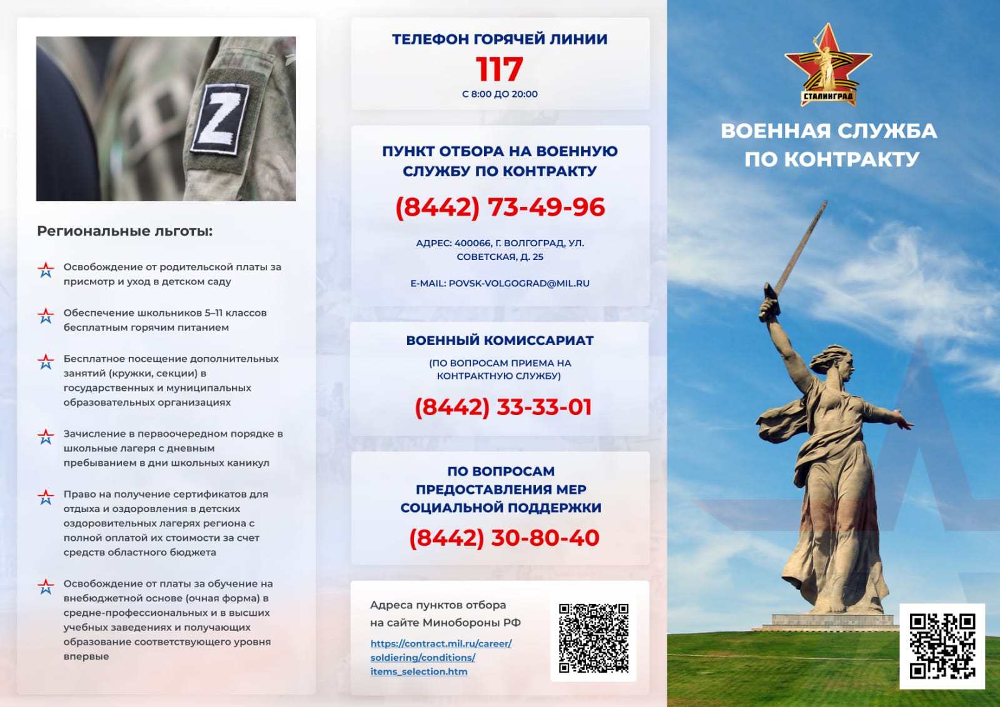 Z
Региональные льготы:
Освобождение от родительской платы за
присмотр и уход в детском саду
Обеспечение школьников 5–11 классов
бесплатным горячим питанием
Бесплатное посещение дополнительных
занятий (кружки, секции) в
государственных и муниципальных
образовательных организациях
Зачисление в первоочередном порядке в
школьные лагеря с дневным
пребыванием в дни школьных каникул
Право на получение сертификатов для
отдыха и оздоровления в детских
оздоровительных лагерях региона с
полной оплатой их стоимости за счет
средств областного бюджета
Освобождение от платы за обучение на
внебюджетной основе (очная форма) в
средне-профессиональных и в высших
учебных заведениях и получающих
образование соответствующего уровня
впервые
ТЕЛЕФОН ГОРЯЧЕЙ ЛИНИИ
117
С 8:00 ДО 20:00
ПУНКТ ОТБОРА НА ВОЕННУЮ
СЛУЖБУ ПО КОНТРАКТУ
(8442) 73-49-96
АДРЕС: 400066, Г. ВОЛГОГРАД, УЛ.
СОВЕТСКАЯ, Д. 25
E-MAIL: POVSK-VOLGOGRAD@MIL.RU
ВОЕННЫЙ КОМИССАРИАТ
(ПО ВОПРОСАМ ПРИЕМА НА
КОНТРАКТНУЮ СЛУЖБУ)
(8442) 33-33-01
ПО ВОПРОСАМ
ПРЕДОСТАВЛЕНИЯ МЕР
СОЦИАЛЬНОЙ ПОДДЕРЖКИ
(8442) 30-80-40
Адреса пунктов отбора
на сайте Минобороны РФ
https://contract.mil.ru/career/
soldiering/conditions/
items_selection.htm
СТАЛИНГРАД
ВОЕННАЯ СЛУЖБА
ПО КОНТРАКТУ